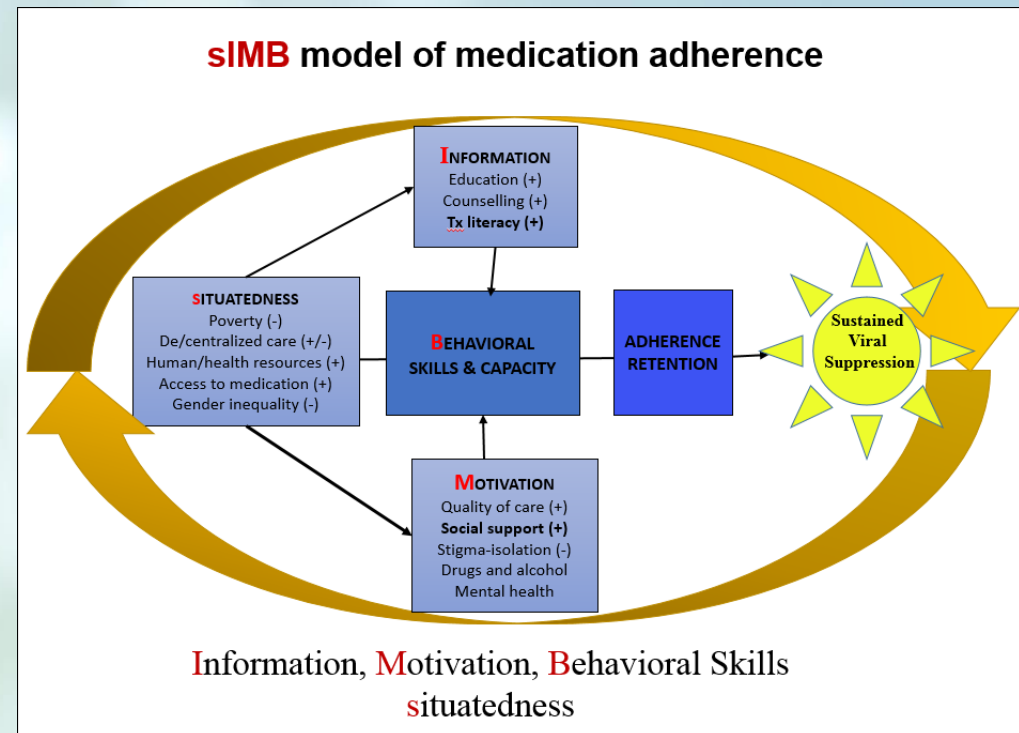 sIMB model of medication adherence
INFORMATION
Education (+)
Counselling (+)
Tx literacy (+)
sITUATEDNESS
Poverty (-)
De/centralized care (+/-)
Human/health resources (+)
Access to medication (+)
Gender inequality (-)
BEHAVIORAL
SKILLS & CAPACITY
ADHERENCE
RETENTION
Sustained
Viral
Suppression
MOTIVATION
Quality of care (+)
Social support (+)
Stigma-isolation (-)
Drugs and alcohol
Mental health
Information, Motivation, Behavioral Skills
situatedness